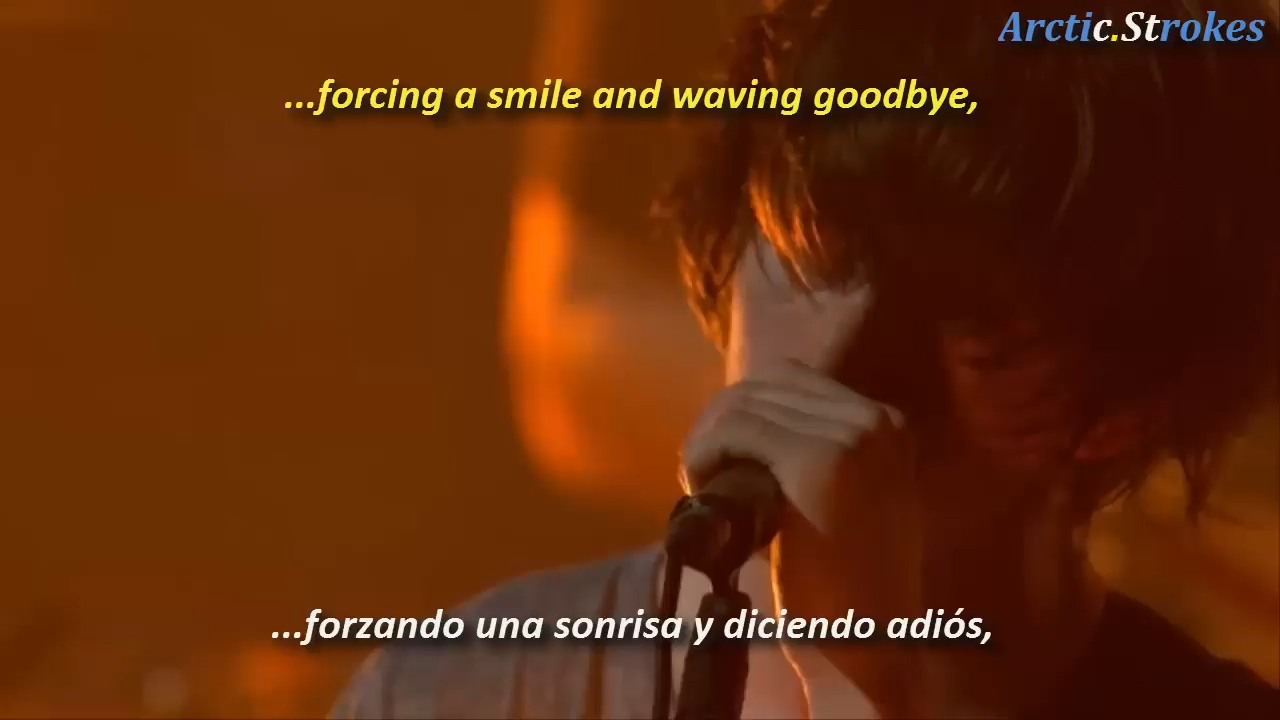 Arctic.Strokes
...forcing a smile and waving goodbye,
...forzando una sonrisa y diciendo adiós,